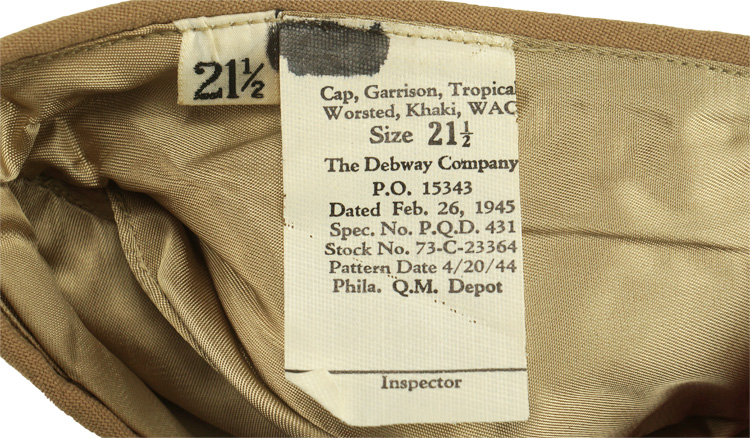 21½
Cap, Garrison, Tropical
Worsted, Khaki, WAC
Size 21½
The Debway Company
P.O. 15343
Dated Feb. 26, 1945
Spec. No. P.Q.D. 431
Stock No. 73-C-23364
Pattern Date 4/20/44
Phila. Q.M. Depot
Inspector